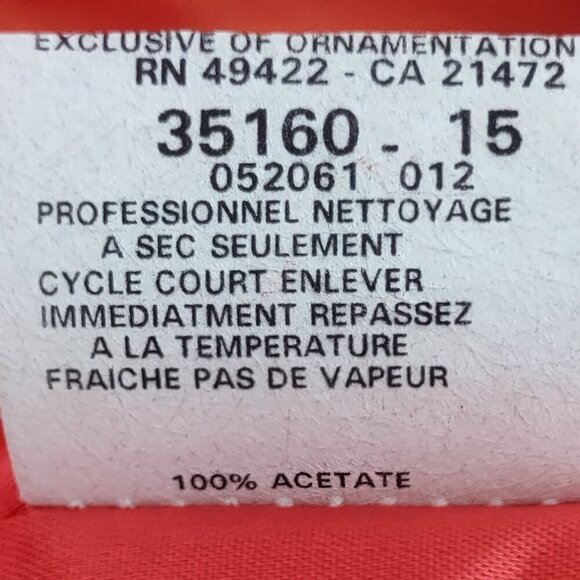 EXCLUSIVE OF ORNAMENTATION
RN 49422 - CA 21472
35160 - 15
052061 012
PROFESSIONNEL NETTOYAGE
A SEC SEULEMENT
CYCLE COURT ENLEVER
IMMEDIATMENT REPASSEZ
A LA TEMPERATURE
FRAICHE PAS DE VAPEUR
100% ACETATE